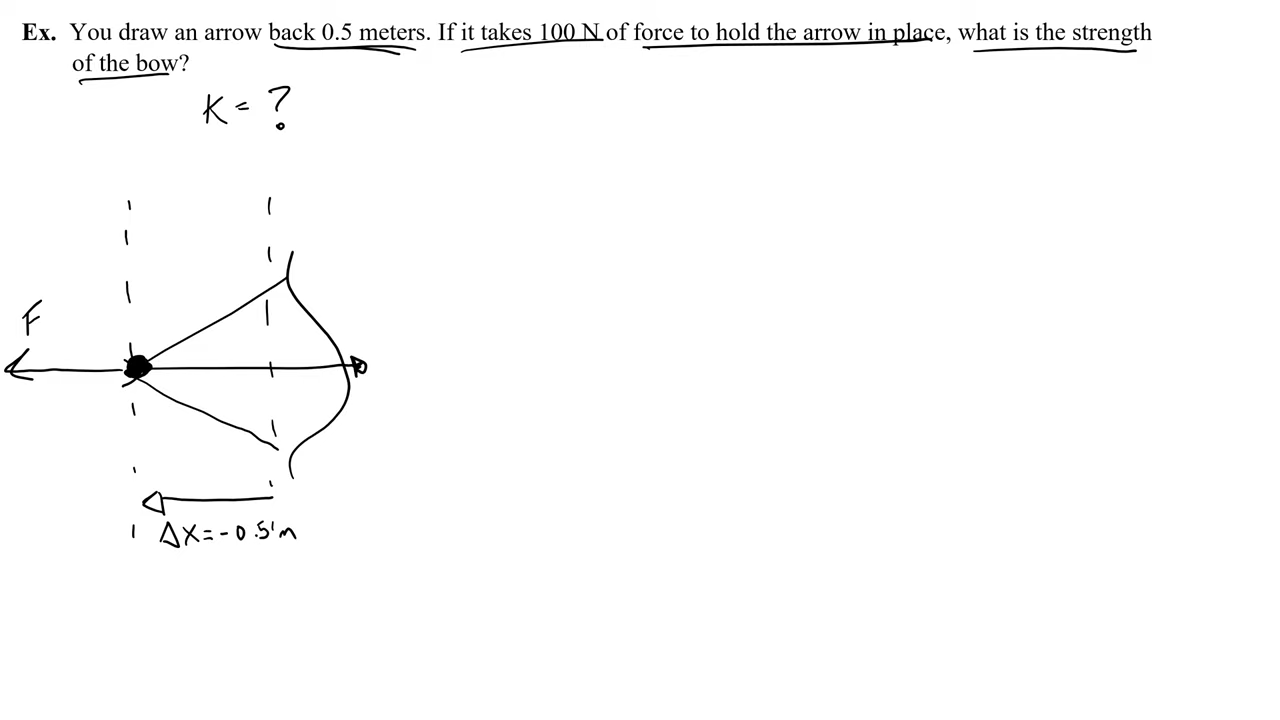 Ex. You draw an arrow back 0.5 meters. If it takes 100 N of force to hold the arrow in place, what is the strength
of the bow?
K = ?
F
Δx = -0.5 m